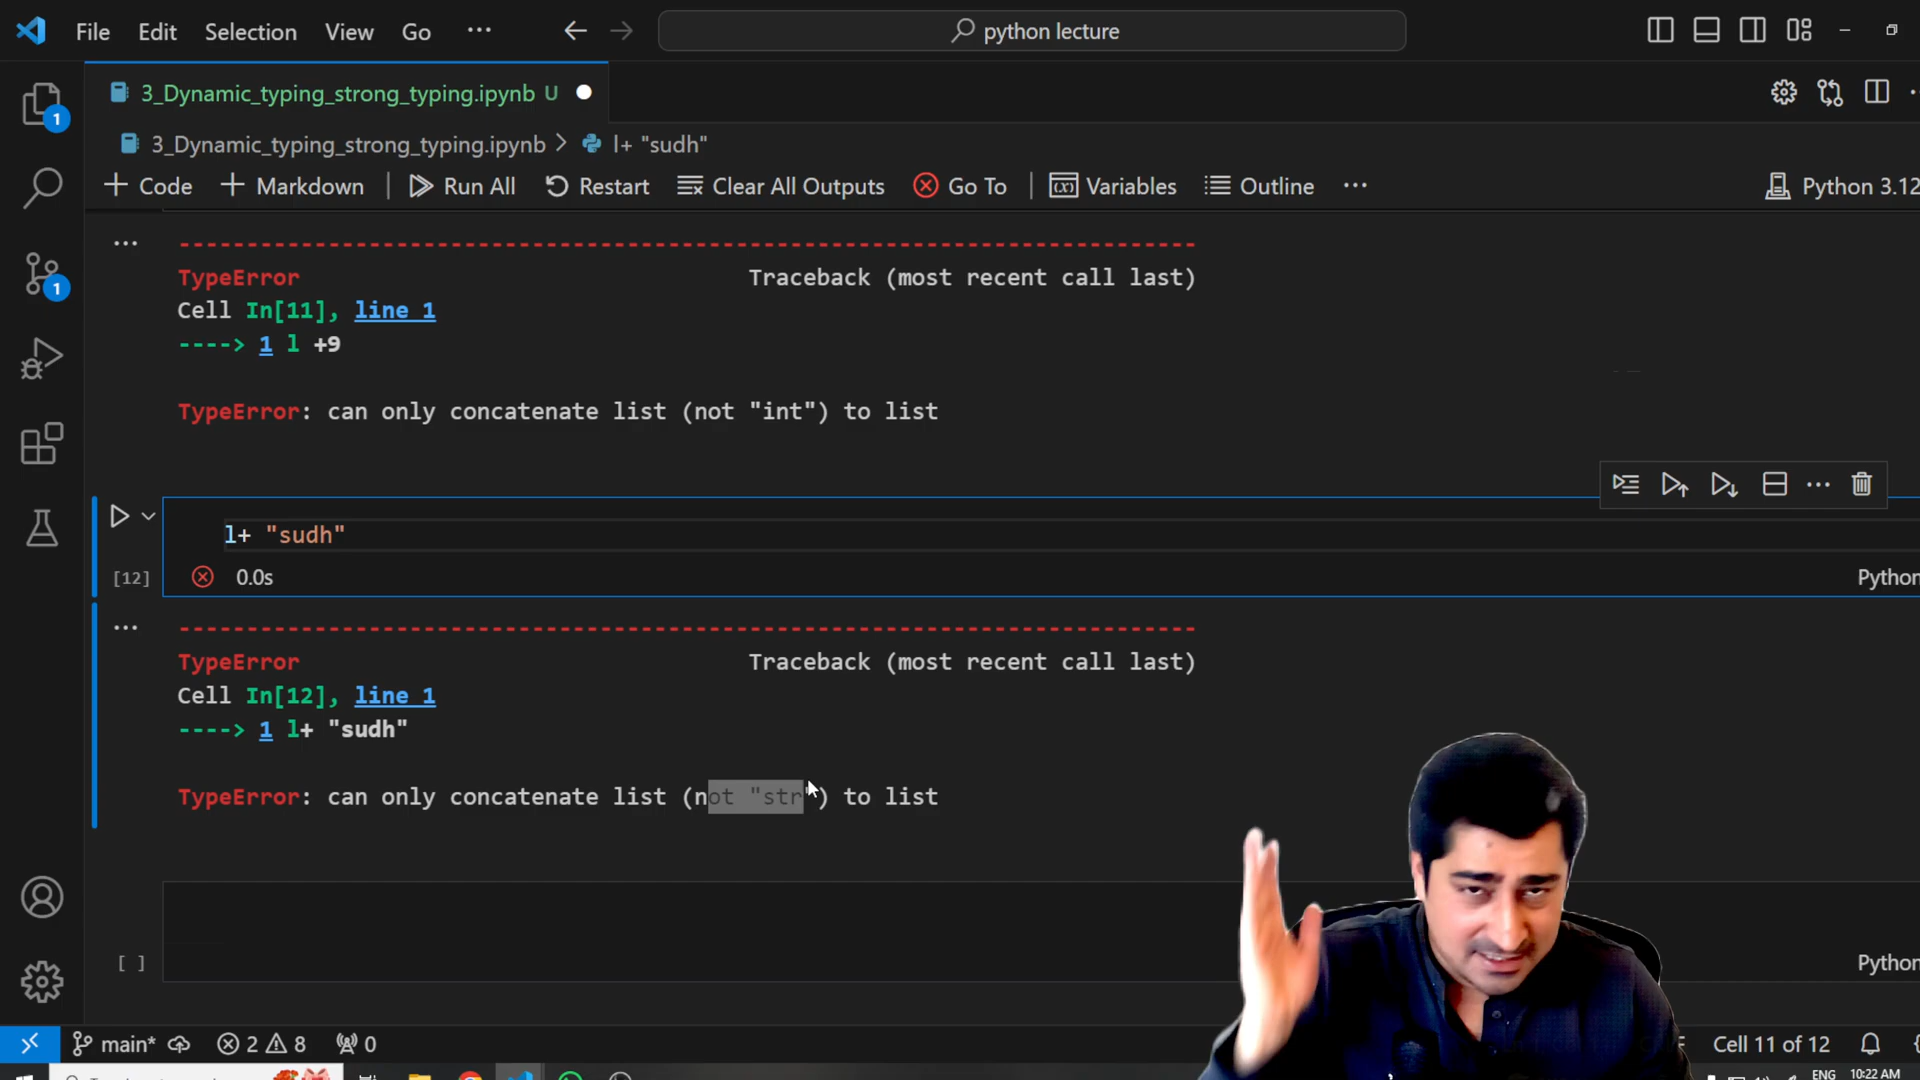 File Edit Selection View Go ··· python lecture
3_Dynamic_typing_strong_typing.ipynb U
1
3_Dynamic_typing_strong_typing.ipynb > l+ "sudh"
+ Code + Markdown | Run All Restart Clear All Outputs Go To | Variables Outline ··· Python 3.12
---------------------------------------------------------------------------
TypeError Traceback (most recent call last)
Cell In[11], line 1
----> 1 l +9
1
TypeError: can only concatenate list (not "int") to list
l+ "sudh"
[12] 0.0s Python
---------------------------------------------------------------------------
TypeError Traceback (most recent call last)
Cell In[12], line 1
----> 1 l+ "sudh"
TypeError: can only concatenate list (not "str") to list
[ ] Python
main* 2 8 0 Cell 11 of 12
ENG 10:22 AM